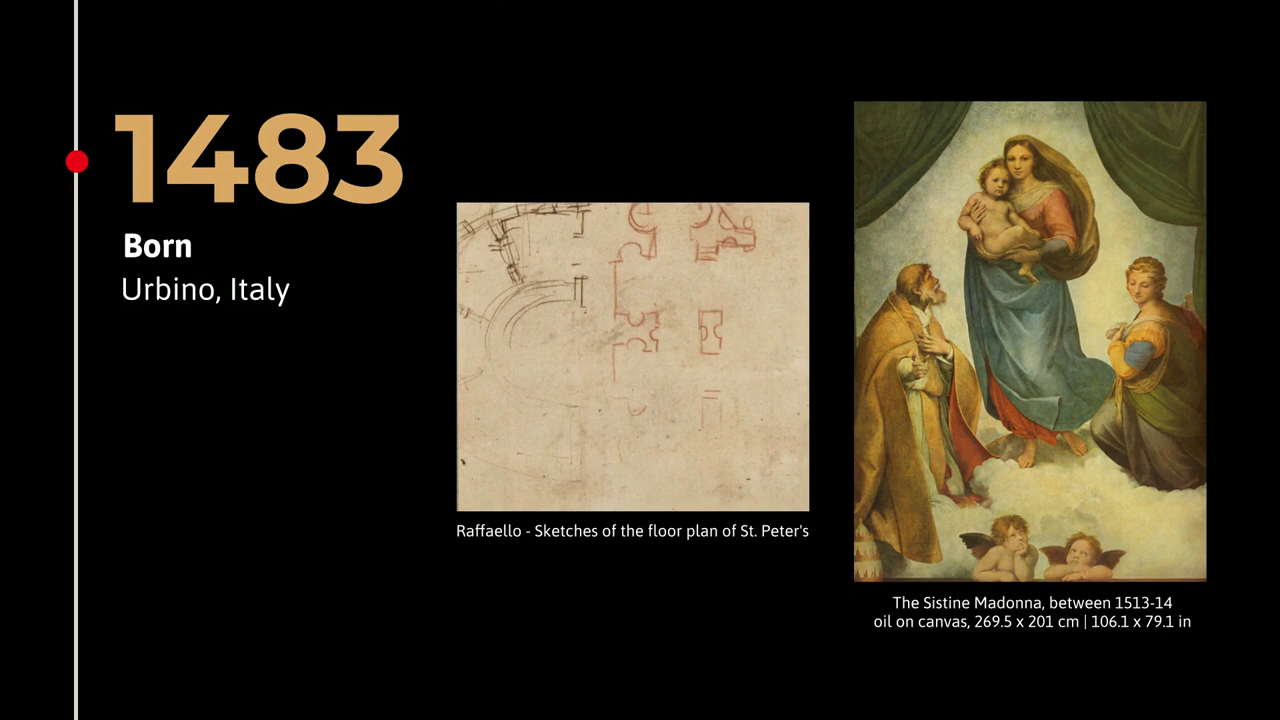 1483
Born
Urbino, Italy
Raffaello - Sketches of the floor plan of St. Peter's
The Sistine Madonna, between 1513-14
oil on canvas, 269.5 x 201 cm | 106.1 x 79.1 in